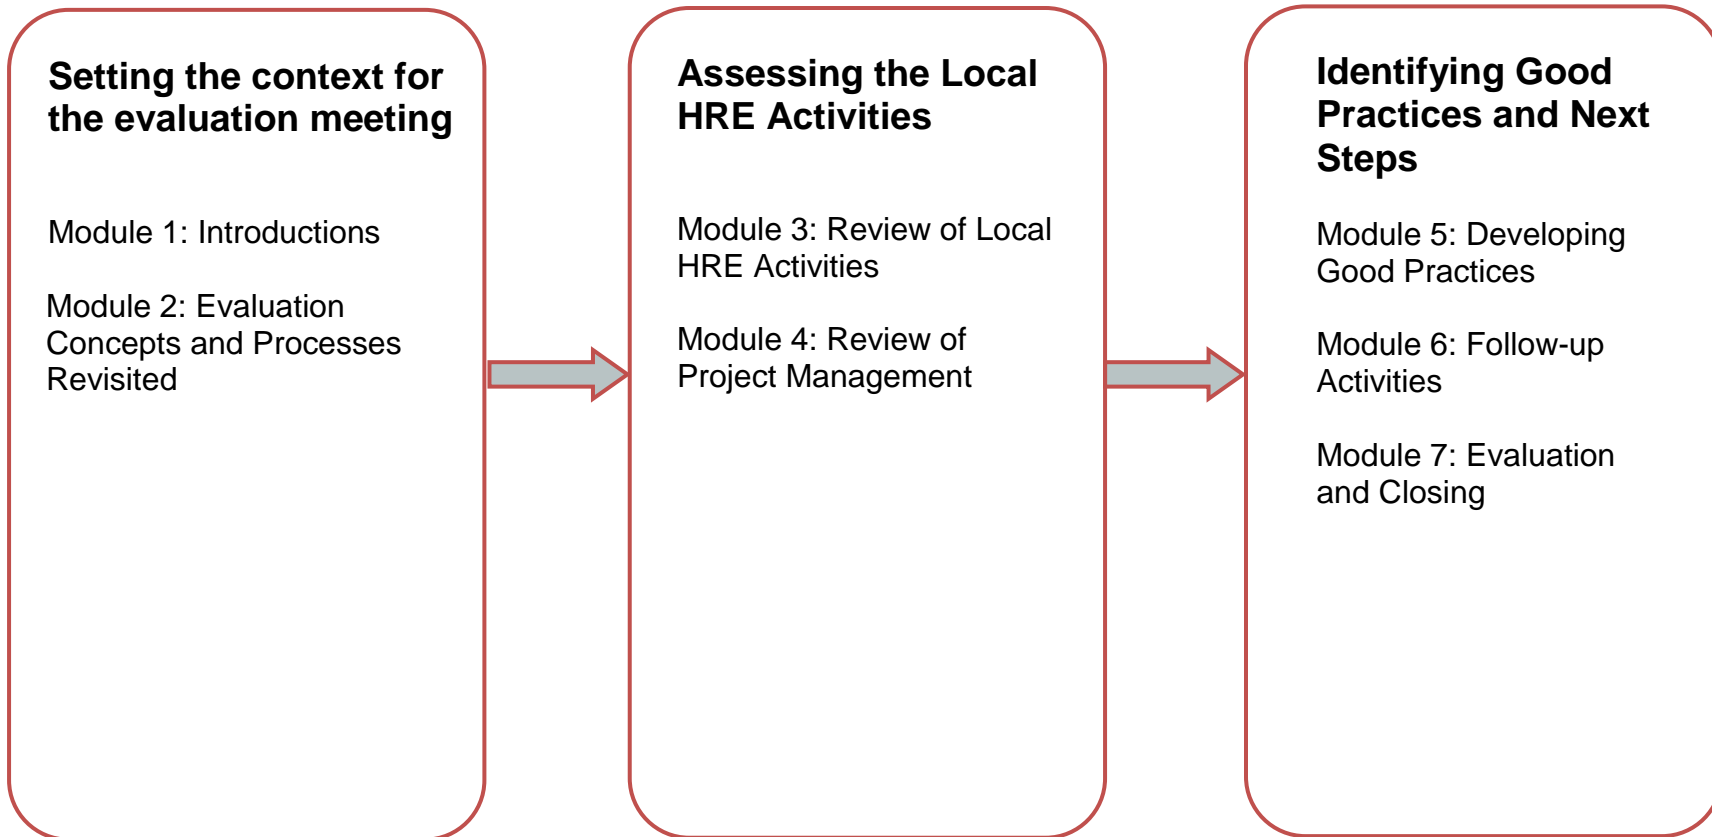 Setting the context for
the evaluation meeting
Module 1: Introductions
Module 2: Evaluation
Concepts and Processes
Revisited
Assessing the Local
HRE Activities
Module 3: Review of Local
HRE Activities
Module 4: Review of
Project Management
Identifying Good
Practices and Next
Steps
Module 5: Developing
Good Practices
Module 6: Follow-up
Activities
Module 7: Evaluation
and Closing